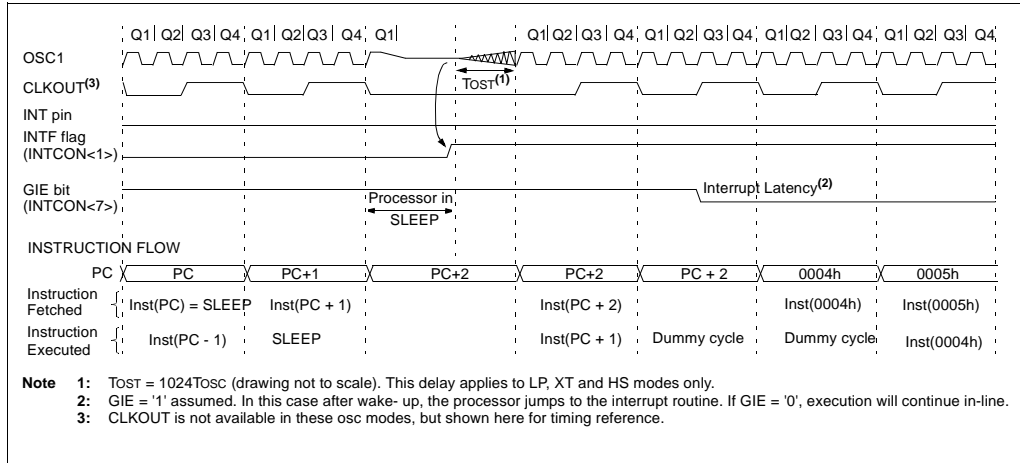 Q1 Q2 Q3 Q4 Q1 Q2 Q3 Q4 Q1 Q1 Q2 Q3 Q4 Q1 Q2 Q3 Q4 Q1 Q2 Q3 Q4 Q1 Q2 Q3 Q4
OSC1
TOST(1)
CLKOUT(3)
INT pin
INTF flag
(INTCON<1>)
GIE bit
(INTCON<7>)
Processor in
SLEEP
Interrupt Latency(2)
INSTRUCTION FLOW
PC PC PC+1 PC+2 PC+2 PC + 2 0004h 0005h
Instruction
Fetched
Inst(PC) = SLEEP Inst(PC + 1) Inst(PC + 2) Inst(0004h) Inst(0005h)
Instruction
Executed
Inst(PC - 1) SLEEP Inst(PC + 1) Dummy cycle Dummy cycle Inst(0004h)
Note 1: TOST = 1024TOSC (drawing not to scale). This delay applies to LP, XT and HS modes only.
2: GIE = '1' assumed. In this case after wake- up, the processor jumps to the interrupt routine. If GIE = '0', execution will continue in-line.
3: CLKOUT is not available in these osc modes, but shown here for timing reference.